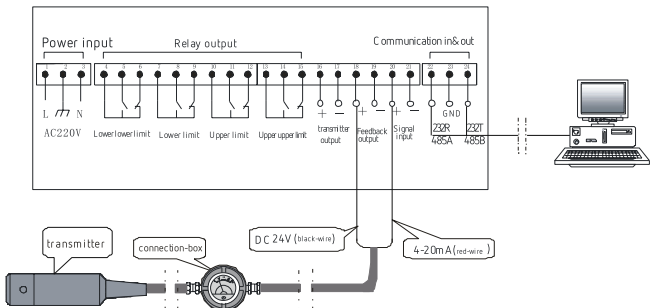 Power input
Relay output
Communication in& out
1 2 3 4 5 6 7 8 9 10 11 12 13 14 15 16 17 18 19 20 21 22 23 24
L N
AC220V
Lowerlowerlimit
Lower limit
Upper limit
Upper upper limit
+ −
transmitter
output
+ −
Feedback
output
+ −
Signal
input
GND
232R 232T
485A 485B
DC 24V (black-wire)
4-20mA (red-wire )
transmitter
connection-box